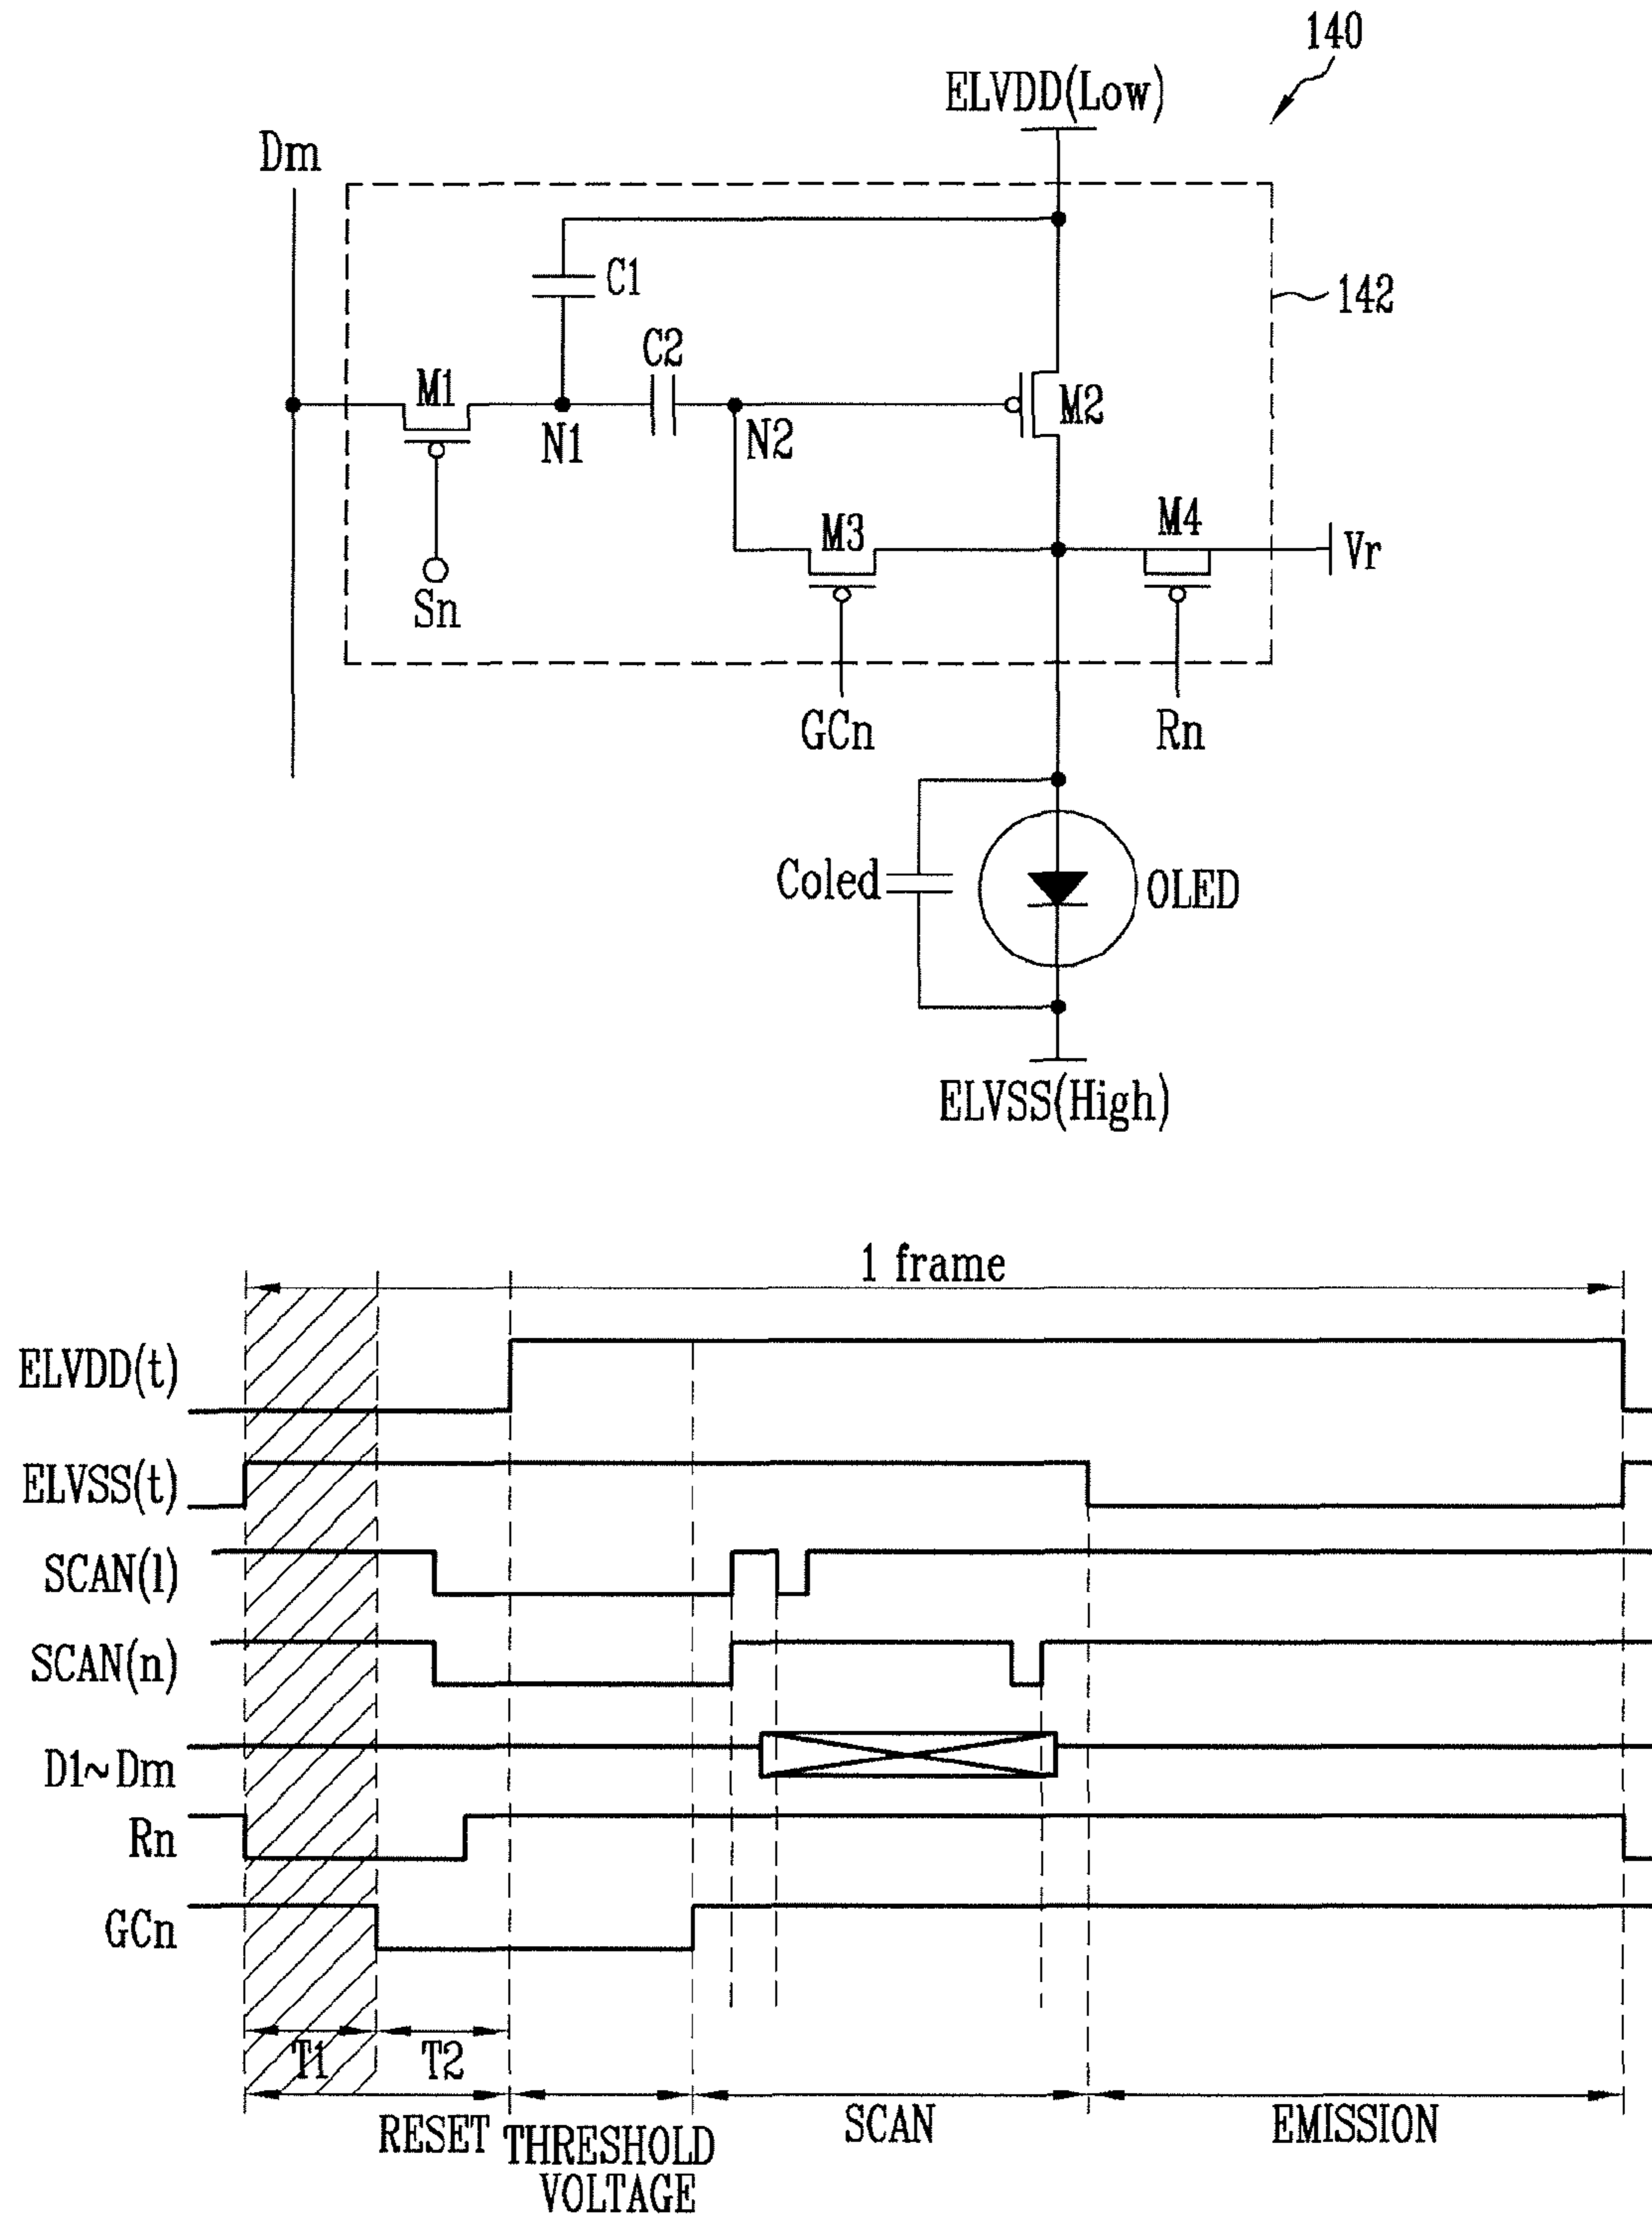 140
ELVDD(Low)
Dm
C1
142
C2
M1
M2
N1
N2
M3
M4
Vr
Sn
GCn
Rn
Coled
OLED
ELVSS(High)
1 frame
ELVDD(t)
ELVSS(t)
SCAN(l)
SCAN(n)
D1~Dm
Rn
GCn
T1
T2
RESET
THRESHOLD
VOLTAGE
SCAN
EMISSION